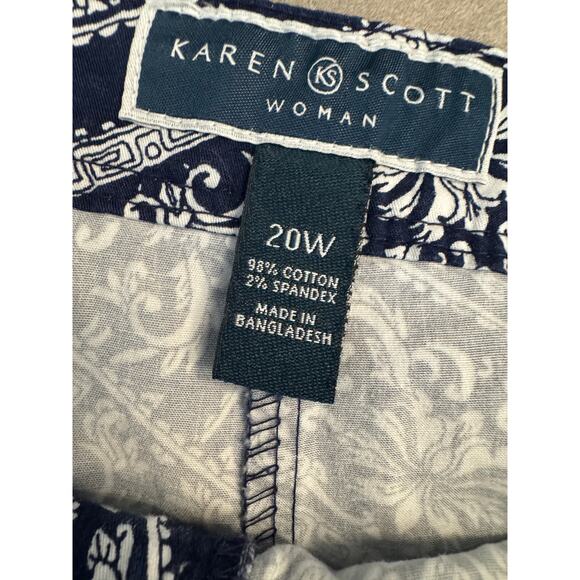 KAREN KS SCOTT
WOMAN
20W
98% COTTON
2% SPANDEX
MADE IN
BANGLADESH